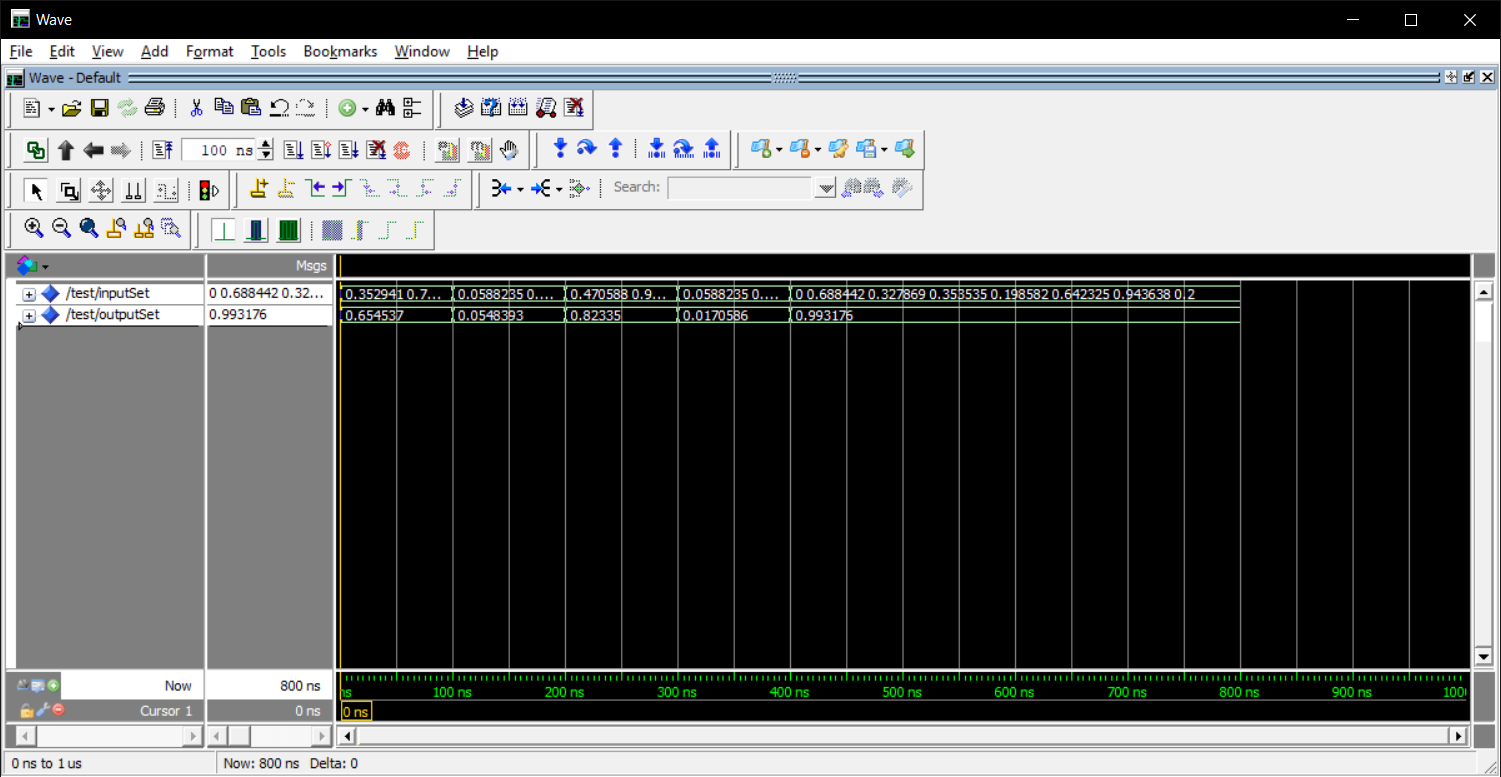 Wave
File Edit View Add Format Tools Bookmarks Window Help
Wave - Default
100 ns
Search:
Msgs
/test/inputSet 0 0.688442 0.32... 0.352941 0.7... 0.0588235 0.... 0.470588 0.9... 0.0588235 0.... 0 0.688442 0.327869 0.353535 0.198582 0.642325 0.943638 0.2
/test/outputSet 0.993176 0.654537 0.0548393 0.82335 0.0170586 0.993176
Now 800 ns ns 100 ns 200 ns 300 ns 400 ns 500 ns 600 ns 700 ns 800 ns 900 ns 1000
Cursor 1 0 ns 0 ns
0 ns to 1 us Now: 800 ns Delta: 0